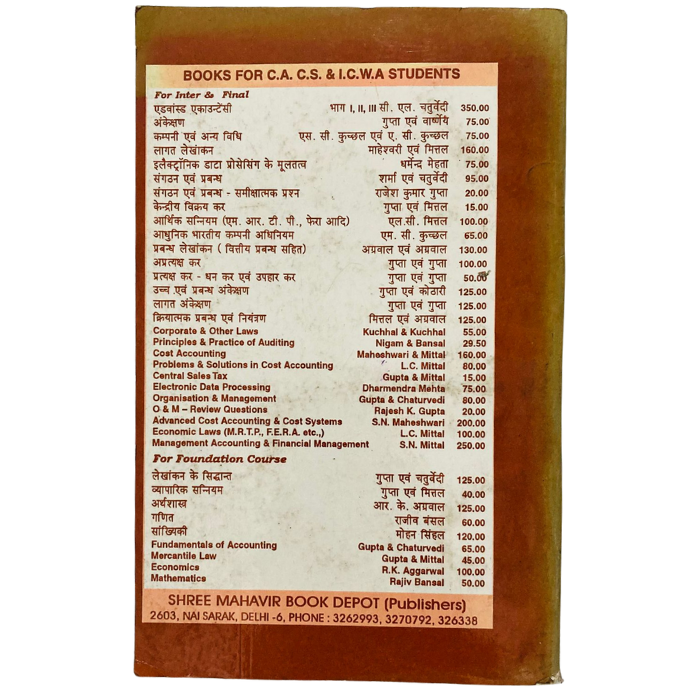 BOOKS FOR C.A. C.S. & I.C.W.A STUDENTS
For Inter & Final
एडवांस्ड एकाउन्टेंसी भाग I, II, III सी. एल. चतुर्वेदी 350.00
अंकेक्षण गुप्ता एवं वार्ष्णेय 75.00
कम्पनी एवं अन्य विधि एस. सी. कुच्छल एवं ए. सी. कुच्छल 75.00
लागत लेखांकन माहेश्वरी एवं मित्तल 160.00
इलैक्ट्रॉनिक डाटा प्रोसेसिंग के मूलतत्व धर्मेन्द मेहता 75.00
संगठन एवं प्रबन्ध शर्मा एवं चतुर्वेदी 95.00
संगठन एवं प्रबन्ध - समीक्षात्मक प्रश्न राजेश कुमार गुप्ता 20.00
केन्द्रीय विक्रय कर गुप्ता एवं मित्तल 15.00
आर्थिक सन्नियम (एम. आर. टी. पी., फेरा आदि) एल.सी. मित्तल 100.00
आधुनिक भारतीय कम्पनी अधिनियम एम. सी. कुच्छल 65.00
प्रबन्ध लेखांकन ( वित्तीय प्रबन्ध सहित) अग्रवाल एवं अग्रवाल 130.00
अप्रत्यक्ष कर गुप्ता एवं गुप्ता 100.00
प्रत्यक्ष कर - धन कर एवं उपहार कर गुप्ता एवं गुप्ता 50.00
उच्च एवं प्रबन्ध अंकेक्षण गुप्ता एवं कोठारी 125.00
लागत अंकेक्षण गुप्ता एवं गुप्ता 125.00
क्रियात्मक प्रबन्ध एवं नियंत्रण मित्तल एवं अग्रवाल 125.00
Corporate & Other Laws Kuchhal & Kuchhal 55.00
Principles & Practice of Auditing Nigam & Bansal 29.50
Cost Accounting Maheshwari & Mittal 160.00
Problems & Solutions in Cost Accounting L.C. Mittal 80.00
Central Sales Tax Gupta & Mittal 15.00
Electronic Data Processing Dharmendra Mehta 75.00
Organisation & Management Gupta & Chaturvedi 80.00
O & M – Review Questions Rajesh K. Gupta 20.00
Advanced Cost Accounting & Cost Systems S.N. Maheshwari 200.00
Economic Laws (M.R.T.P., F.E.R.A. etc.,) L.C. Mittal 100.00
Management Accounting & Financial Management S.N. Mittal 250.00
For Foundation Course
लेखांकन के सिद्धान्त गुप्ता एवं चतुर्वेदी 125.00
व्यापारिक सन्नियम गुप्ता एवं मित्तल 40.00
अर्थशास्त्र आर. के. अग्रवाल 125.00
गणित राजीव बंसल 60.00
सांख्यिकी मोहन सिंहल 120.00
Fundamentals of Accounting Gupta & Chaturvedi 65.00
Mercantile Law Gupta & Mittal 45.00
Economics R.K. Aggarwal 100.00
Mathematics Rajiv Bansal 50.00
SHREE MAHAVIR BOOK DEPOT (Publishers)
2603, NAI SARAK, DELHI -6, PHONE : 3262993, 3270792, 326338